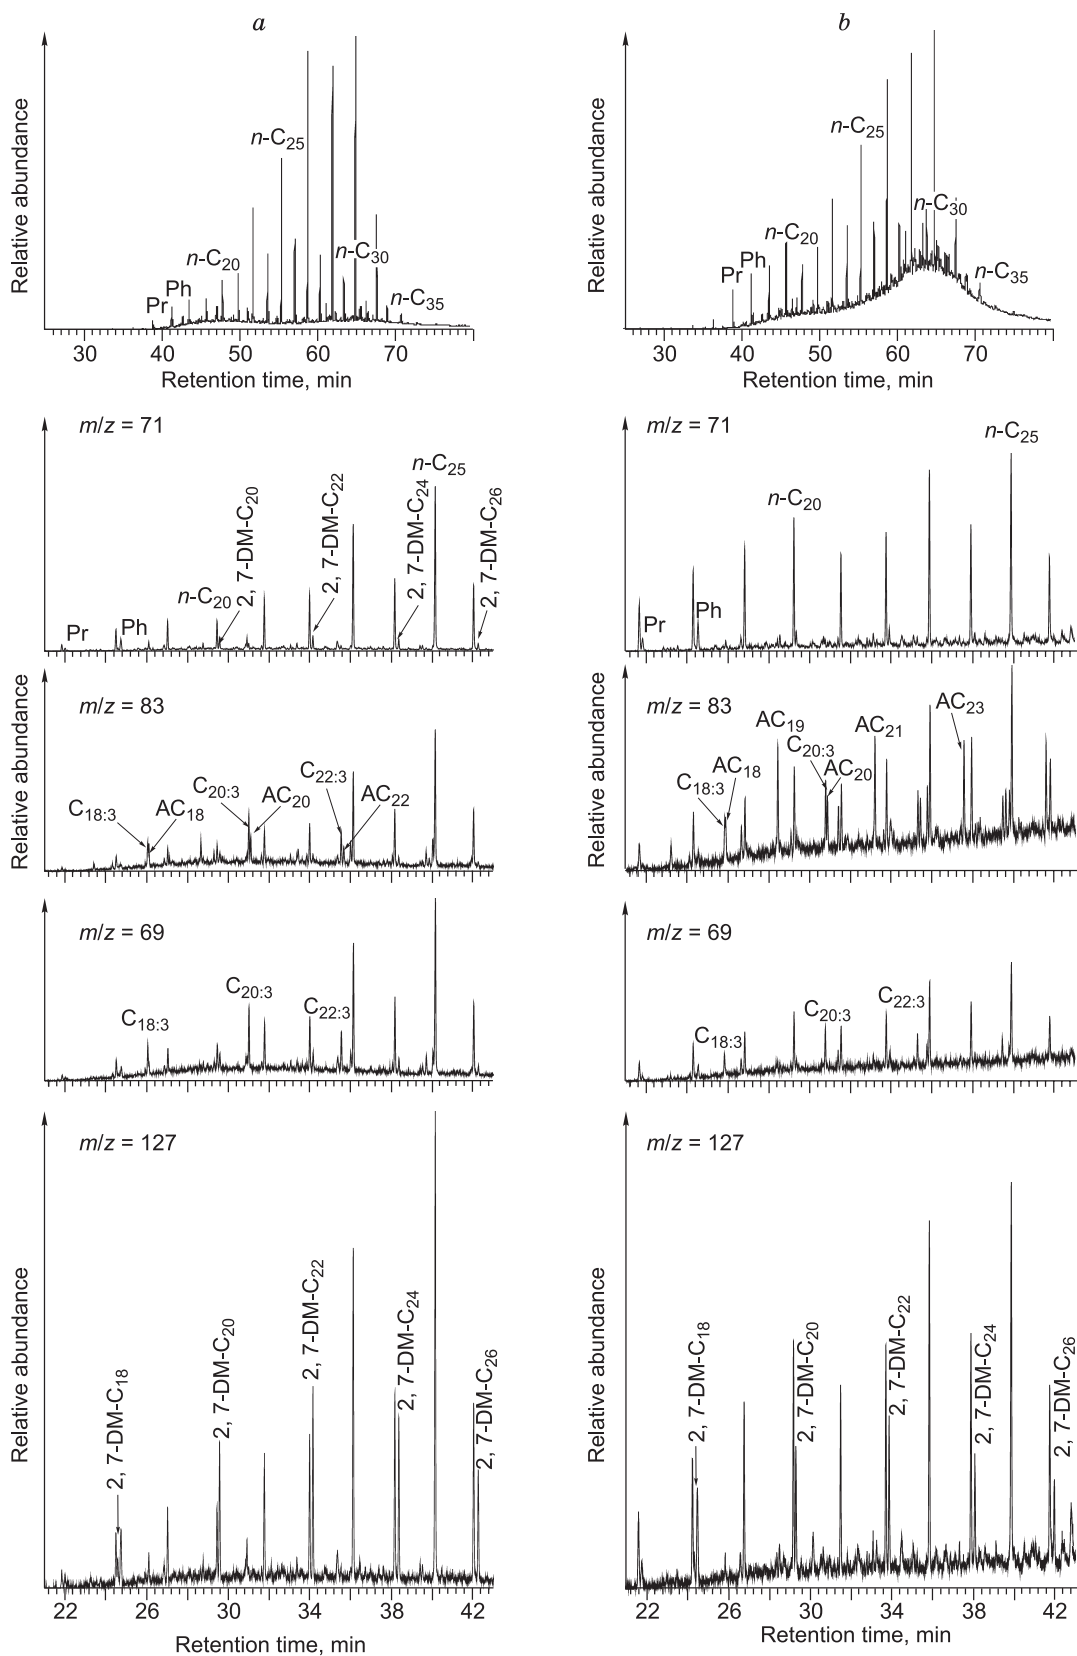 a
b
Relative abundance
n-C25
n-C20
Pr
Ph
n-C30
n-C35
30 40 50 60 70
Retention time, min
Relative abundance
n-C25
n-C20
Pr
Ph
n-C30
n-C35
30 40 50 60 70
Retention time, min
m/z = 71
Pr
Ph
n-C20
2, 7-DM-C20
2, 7-DM-C22
2, 7-DM-C24
n-C25
2, 7-DM-C26
m/z = 71
Pr
Ph
n-C20
n-C25
Relative abundance
m/z = 83
C18:3
AC18
C20:3
AC20
C22:3
AC22
Relative abundance
m/z = 83
C18:3
AC18
AC19
C20:3
AC20
AC21
AC23
m/z = 69
C18:3
C20:3
C22:3
m/z = 69
C18:3
C20:3
C22:3
Relative abundance
m/z = 127
2, 7-DM-C18
2, 7-DM-C20
2, 7-DM-C22
2, 7-DM-C24
2, 7-DM-C26
22 26 30 34 38 42
Retention time, min
Relative abundance
m/z = 127
2, 7-DM-C18
2, 7-DM-C20
2, 7-DM-C22
2, 7-DM-C24
2, 7-DM-C26
22 26 30 34 38 42
Retention time, min